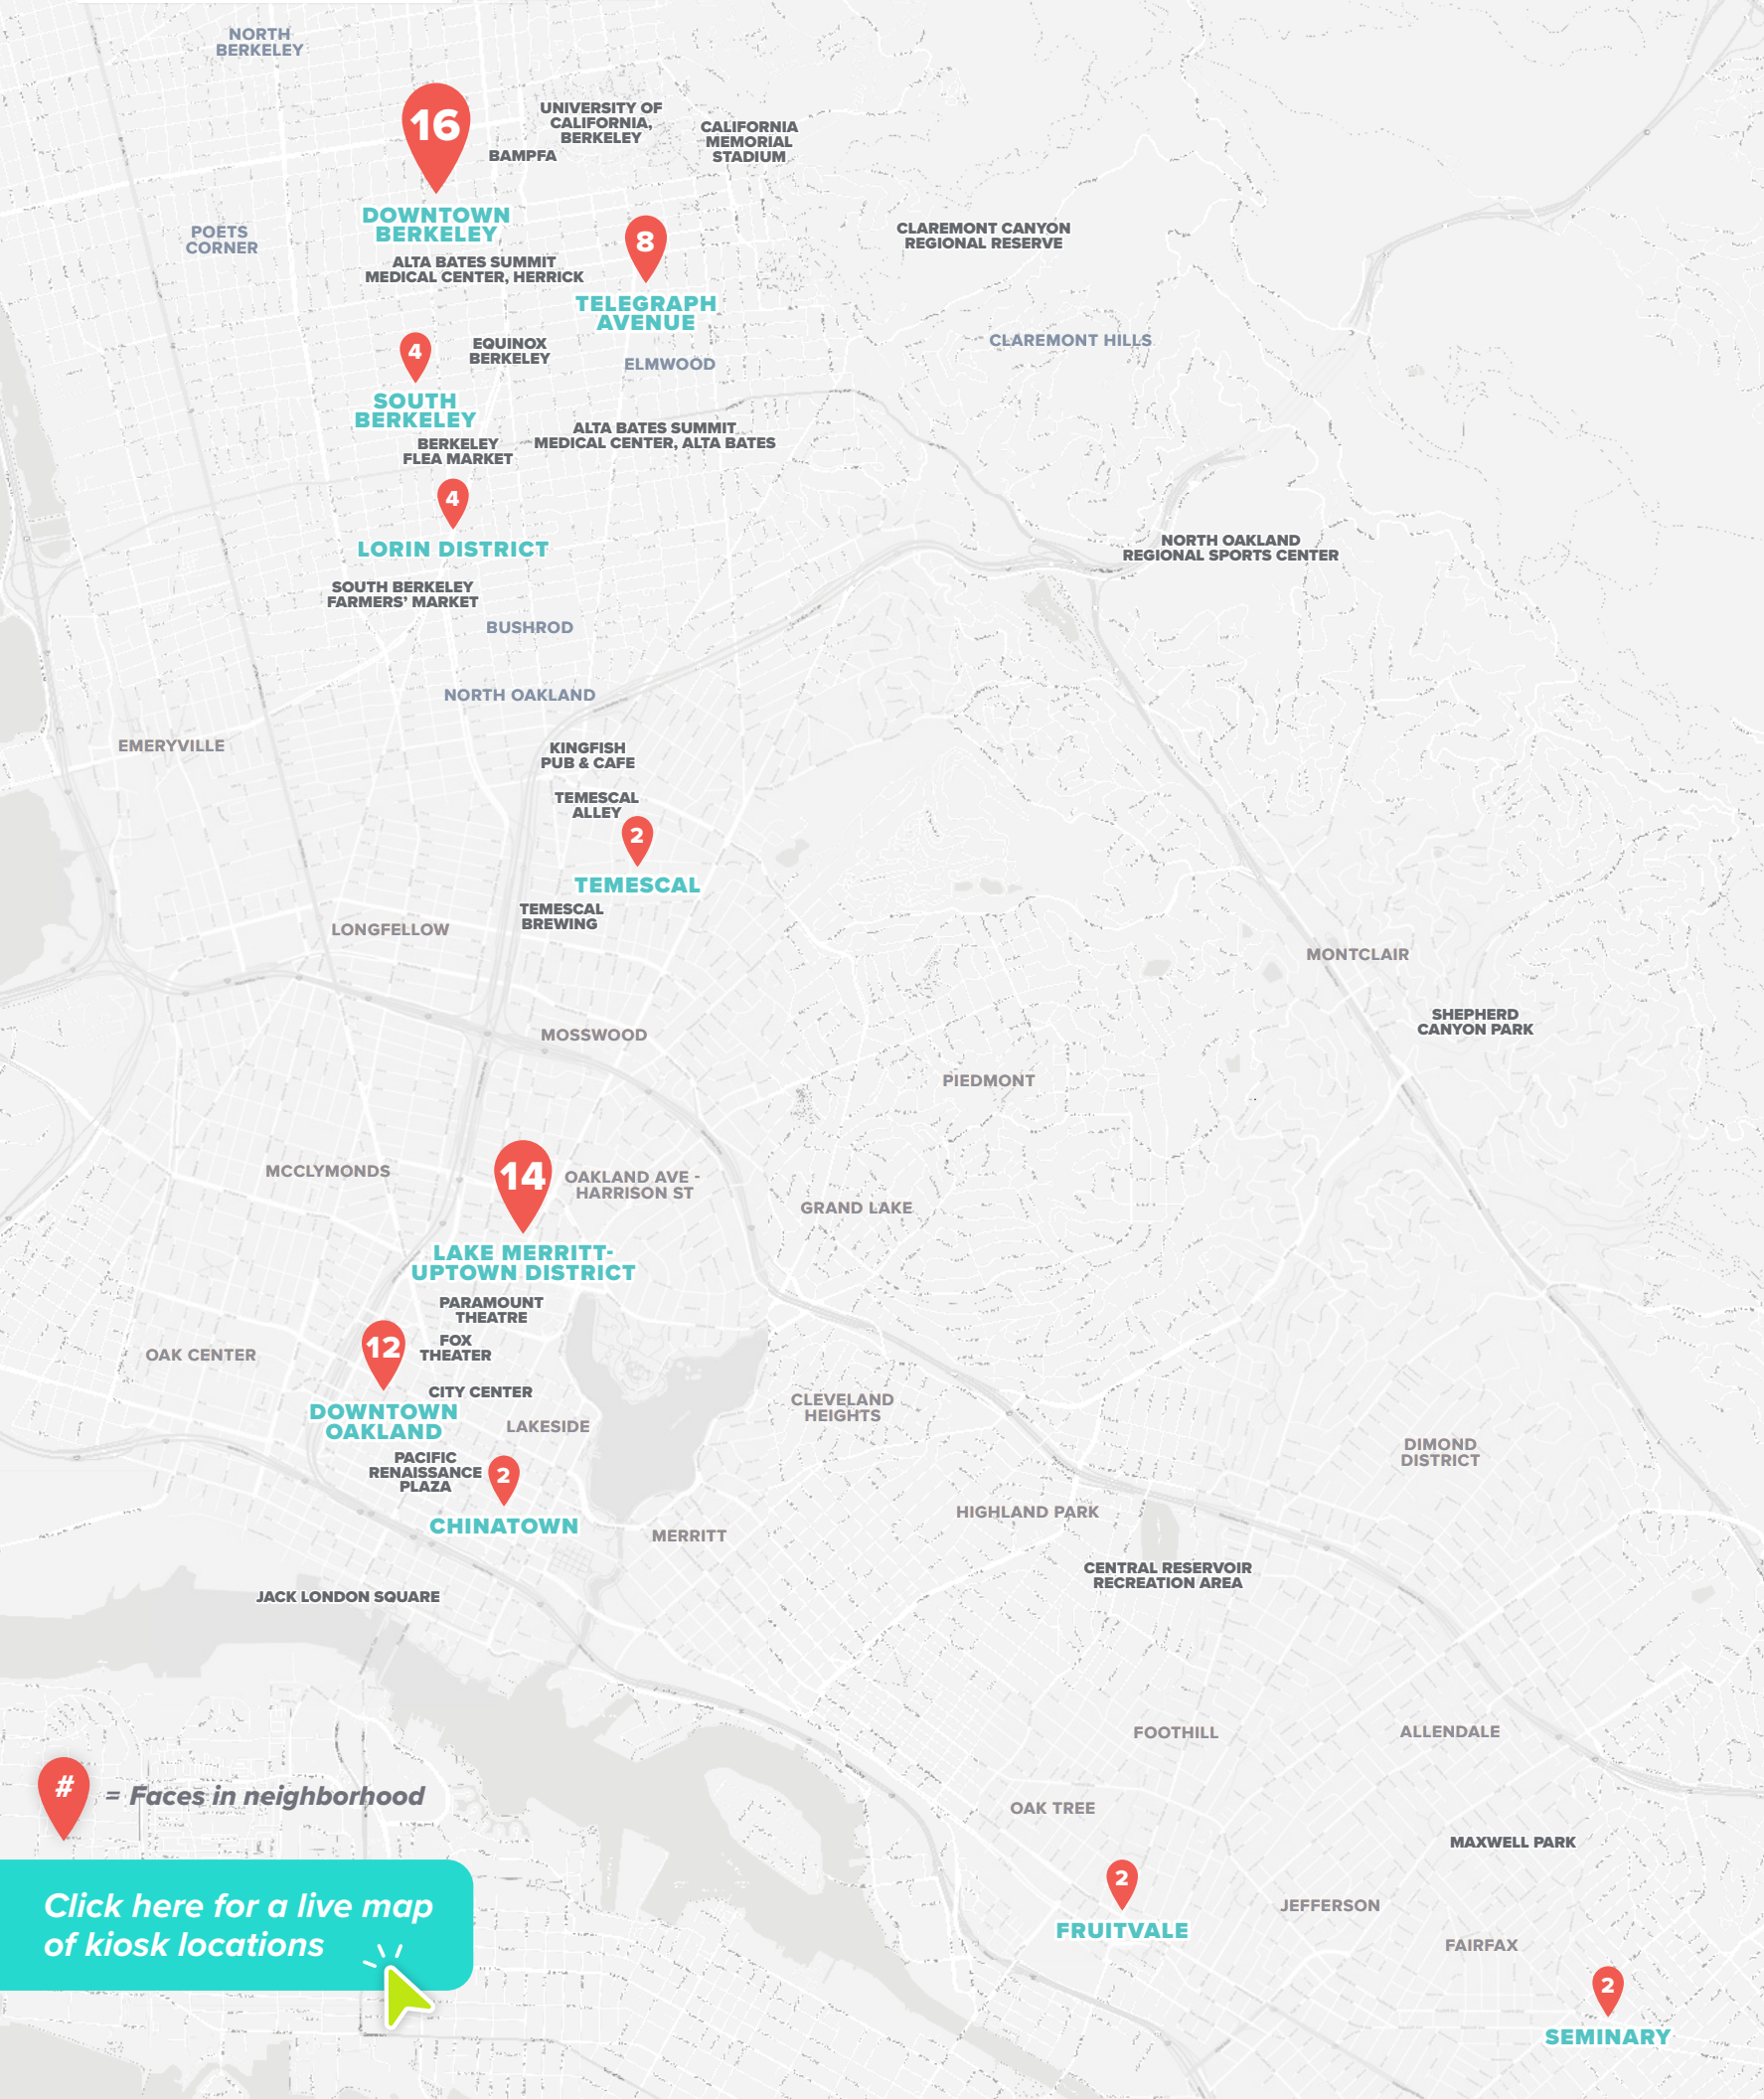 NORTH
BERKELEY
16
UNIVERSITY OF
CALIFORNIA,
BERKELEY
CALIFORNIA
MEMORIAL
STADIUM
BAMPFA
DOWNTOWN
BERKELEY
POETS
CORNER
8
CLAREMONT CANYON
REGIONAL RESERVE
ALTA BATES SUMMIT
MEDICAL CENTER, HERRICK
TELEGRAPH
AVENUE
4
EQUINOX
BERKELEY
CLAREMONT HILLS
ELMWOOD
SOUTH
BERKELEY
ALTA BATES SUMMIT
MEDICAL CENTER, ALTA BATES
BERKELEY
FLEA MARKET
4
LORIN DISTRICT
NORTH OAKLAND
REGIONAL SPORTS CENTER
SOUTH BERKELEY
FARMERS' MARKET
BUSHROD
NORTH OAKLAND
EMERYVILLE
KINGFISH
PUB & CAFE
TEMESCAL
ALLEY
2
TEMESCAL
TEMESCAL
BREWING
LONGFELLOW
MONTCLAIR
SHEPHERD
CANYON PARK
MOSSWOOD
PIEDMONT
MCCLYMONDS
14
OAKLAND AVE -
HARRISON ST
GRAND LAKE
LAKE MERRITT-
UPTOWN DISTRICT
PARAMOUNT
THEATRE
12
FOX
THEATER
OAK CENTER
CITY CENTER
DOWNTOWN
OAKLAND
LAKESIDE
CLEVELAND
HEIGHTS
DIMOND
DISTRICT
PACIFIC
RENAISSANCE
PLAZA
2
CHINATOWN
MERRITT
HIGHLAND PARK
CENTRAL RESERVOIR
RECREATION AREA
JACK LONDON SQUARE
FOOTHILL
ALLENDALE
#
= Faces in neighborhood
OAK TREE
MAXWELL PARK
2
FRUITVALE
JEFFERSON
FAIRFAX
Click here for a live map
of kiosk locations
2
SEMINARY